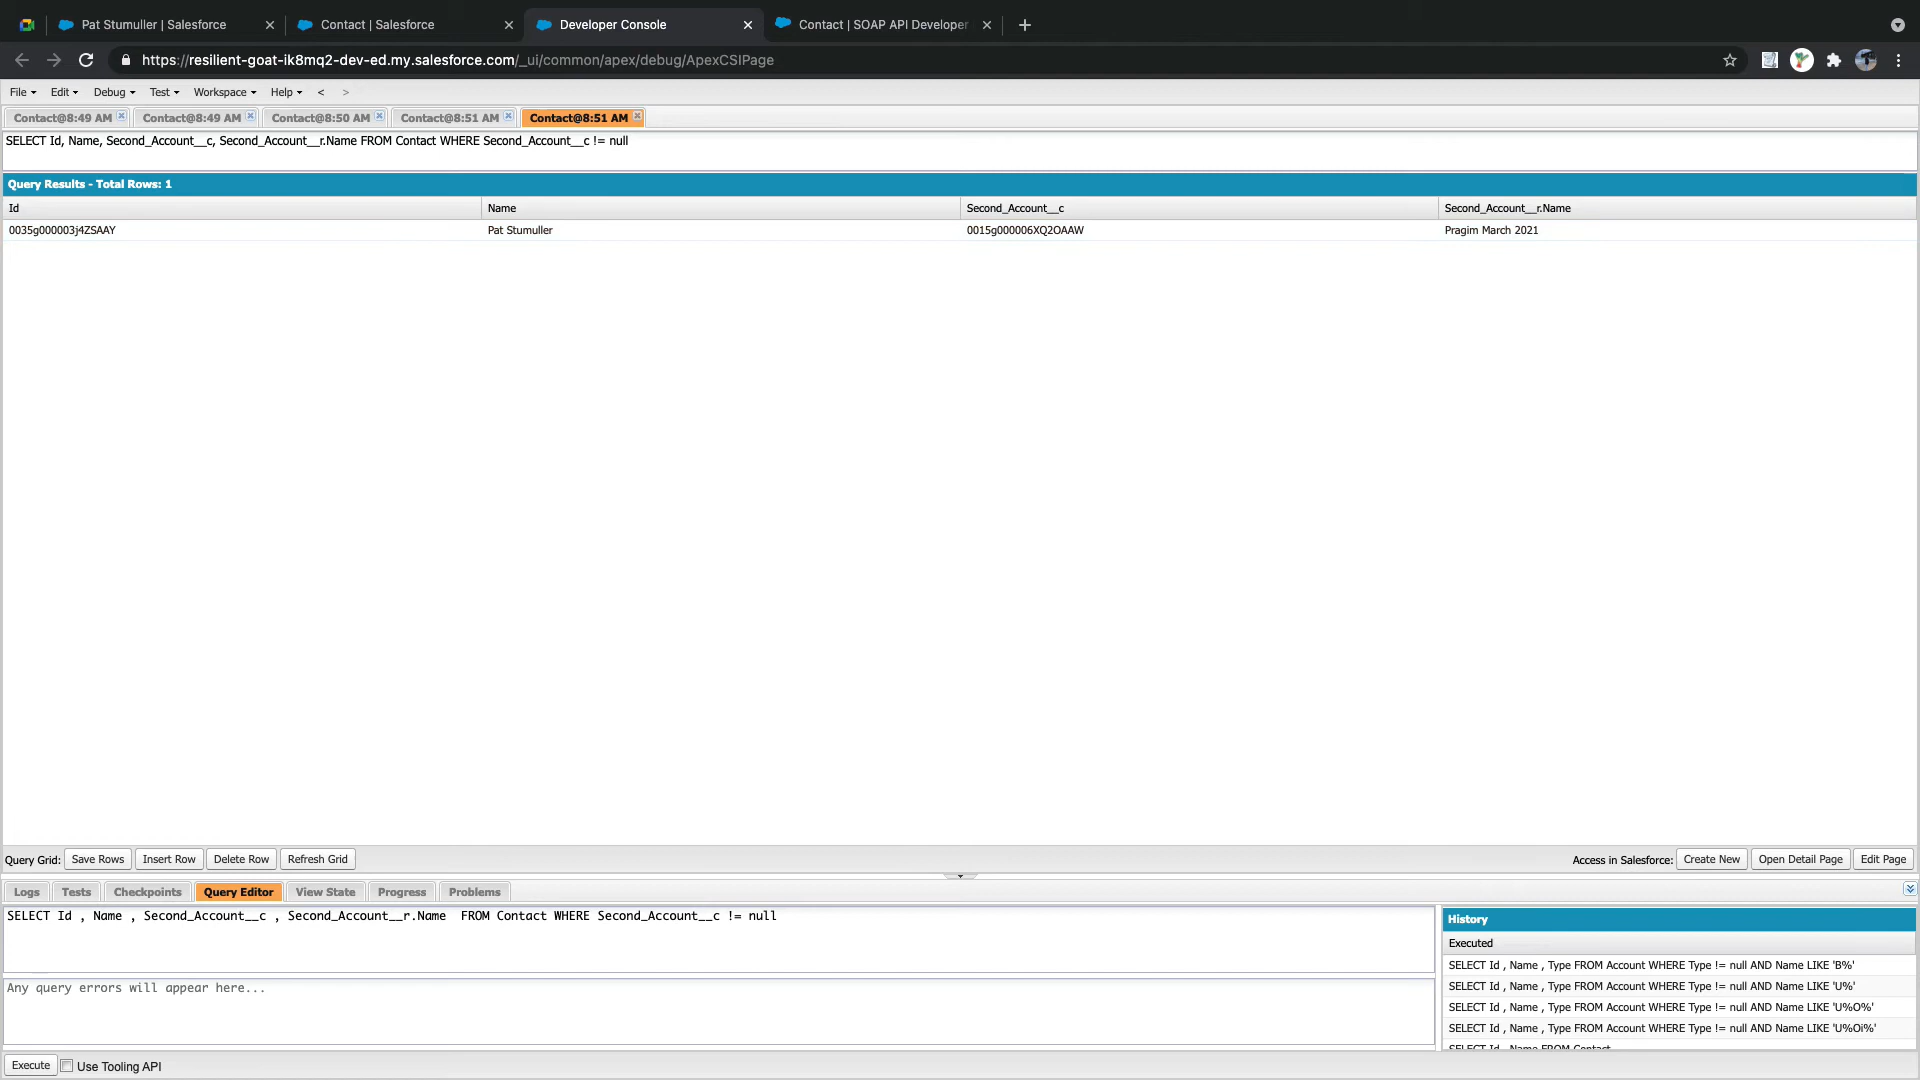 Pat Stumuller | Salesforce
Contact | Salesforce
Developer Console
Contact | SOAP API Developer
https://resilient-goat-ik8mq2-dev-ed.my.salesforce.com/_ui/common/apex/debug/ApexCSIPage
File Edit Debug Test Workspace Help < >
Contact@8:49 AM Contact@8:49 AM Contact@8:50 AM Contact@8:51 AM Contact@8:51 AM
SELECT Id, Name, Second_Account__c, Second_Account__r.Name FROM Contact WHERE Second_Account__c != null
Query Results - Total Rows: 1
Id Name Second_Account__c Second_Account__r.Name
0035g000003j4ZSAAY Pat Stumuller 0015g000006XQ2OAAW Pragim March 2021
Query Grid: Save Rows Insert Row Delete Row Refresh Grid Access in Salesforce: Create New Open Detail Page Edit Page
Logs Tests Checkpoints Query Editor View State Progress Problems
SELECT Id , Name , Second_Account__c , Second_Account__r.Name  FROM Contact WHERE Second_Account__c != null
Any query errors will appear here...
History
Executed
SELECT Id , Name , Type FROM Account WHERE Type != null AND Name LIKE 'B%'
SELECT Id , Name , Type FROM Account WHERE Type != null AND Name LIKE 'U%'
SELECT Id , Name , Type FROM Account WHERE Type != null AND Name LIKE 'U%O%'
SELECT Id , Name , Type FROM Account WHERE Type != null AND Name LIKE 'U%Oi%'
SELECT Id , Name FROM Contact
Execute Use Tooling API